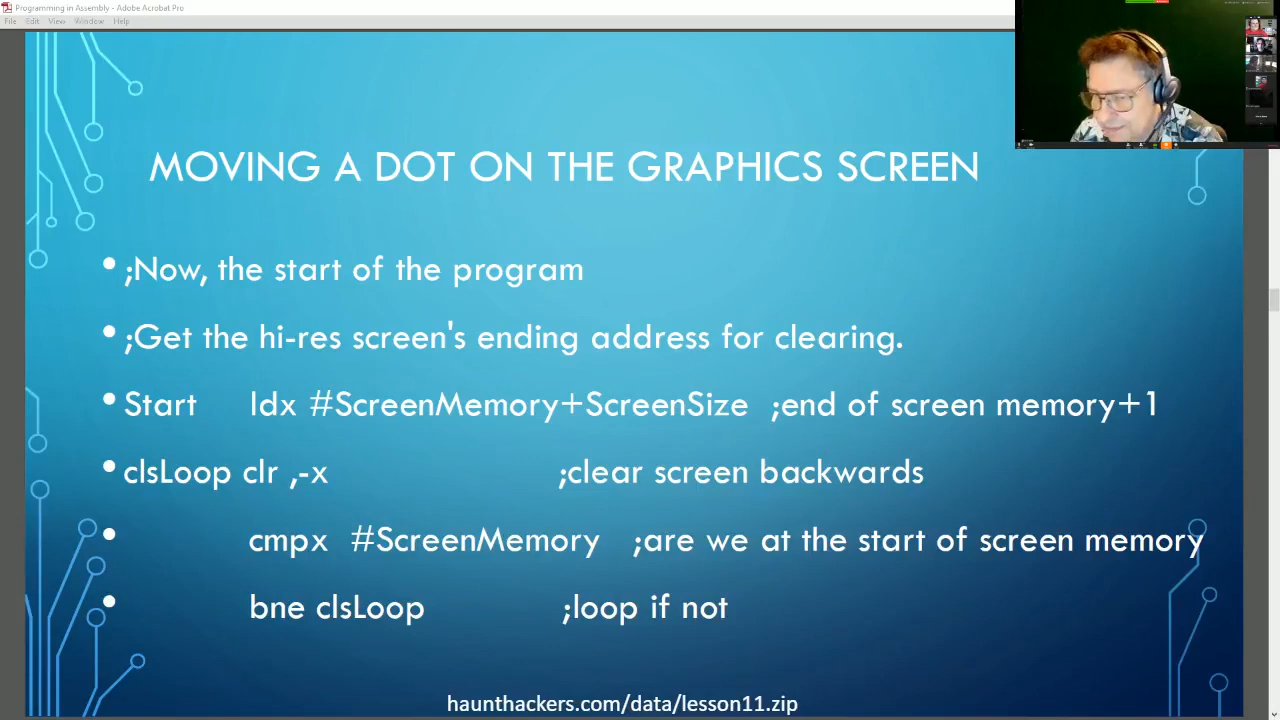 Programming in Assembly - Adobe Acrobat Pro
File Edit View Window Help
MOVING A DOT ON THE GRAPHICS SCREEN
• ;Now, the start of the program
• ;Get the hi-res screen's ending address for clearing.
• Start ldx #ScreenMemory+ScreenSize ;end of screen memory+1
• clsLoop clr ,-x ;clear screen backwards
• cmpx #ScreenMemory ;are we at the start of screen memory
• bne clsLoop ;loop if not
haunthackers.com/data/lesson11.zip